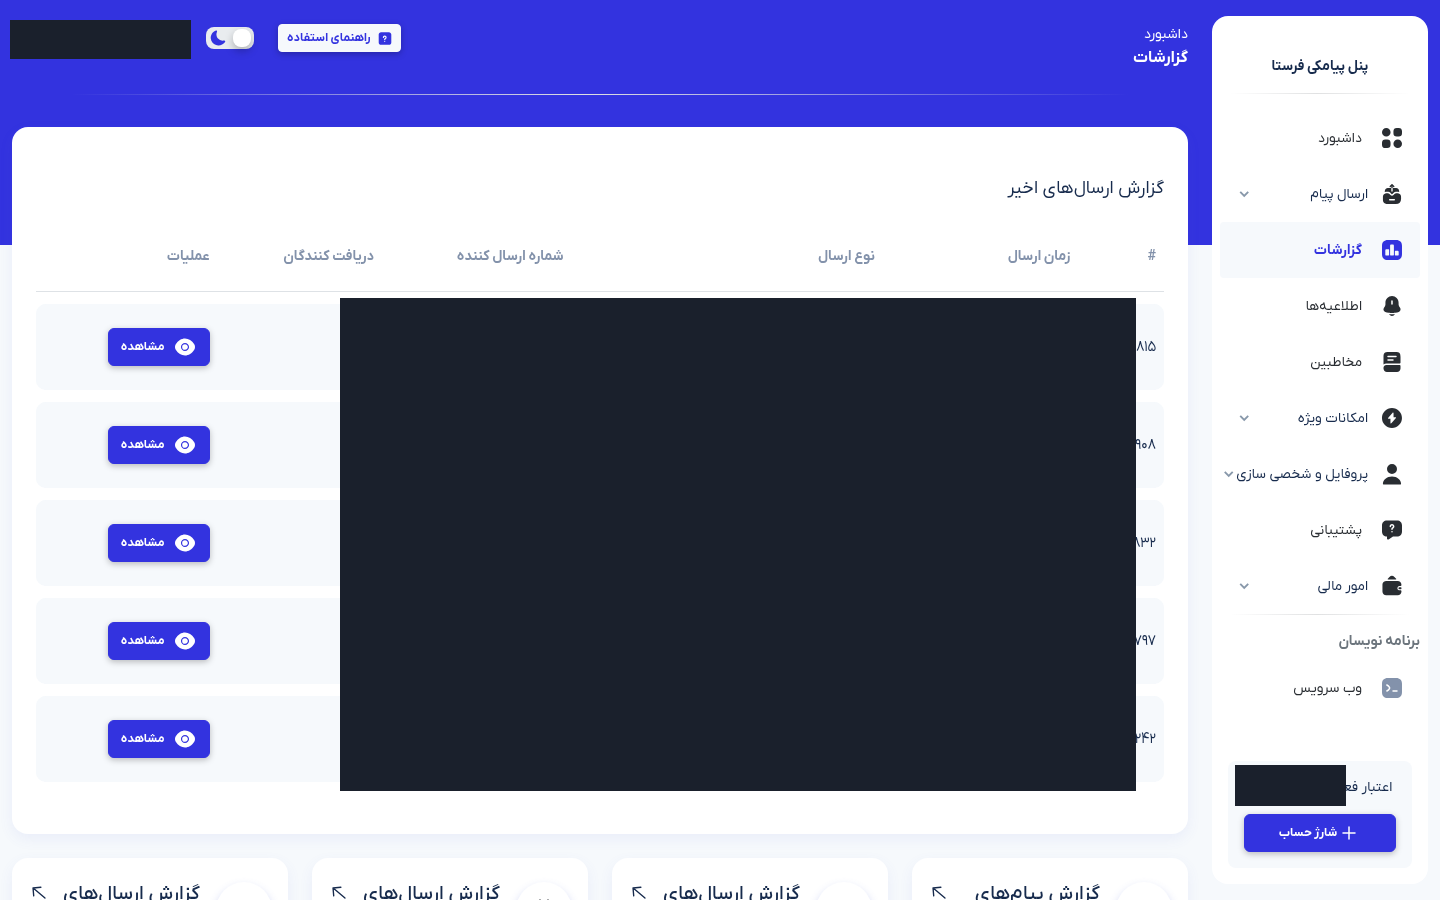 پنل پیامکی فرستا
داشبورد
ارسال پیام
گزارشات
اطلاعیه‌ها
مخاطبین
امکانات ویژه
پروفایل و شخصی سازی
پشتیبانی
امور مالی
برنامه نویسان
وب سرویس
اعتبار
شارژ حساب
داشبورد
گزارشات
راهنمای استفاده
گزارش ارسال‌های اخیر
# زمان ارسال نوع ارسال شماره ارسال کننده دریافت کنندگان عملیات
۸۱۵ مشاهده
۹۰۸ مشاهده
۸۳۲ مشاهده
۷۹۷ مشاهده
۲۴۲ مشاهده
گزارش پیام‌های
گزارش ارسال‌های
گزارش ارسال‌های
گزارش ارسال‌های